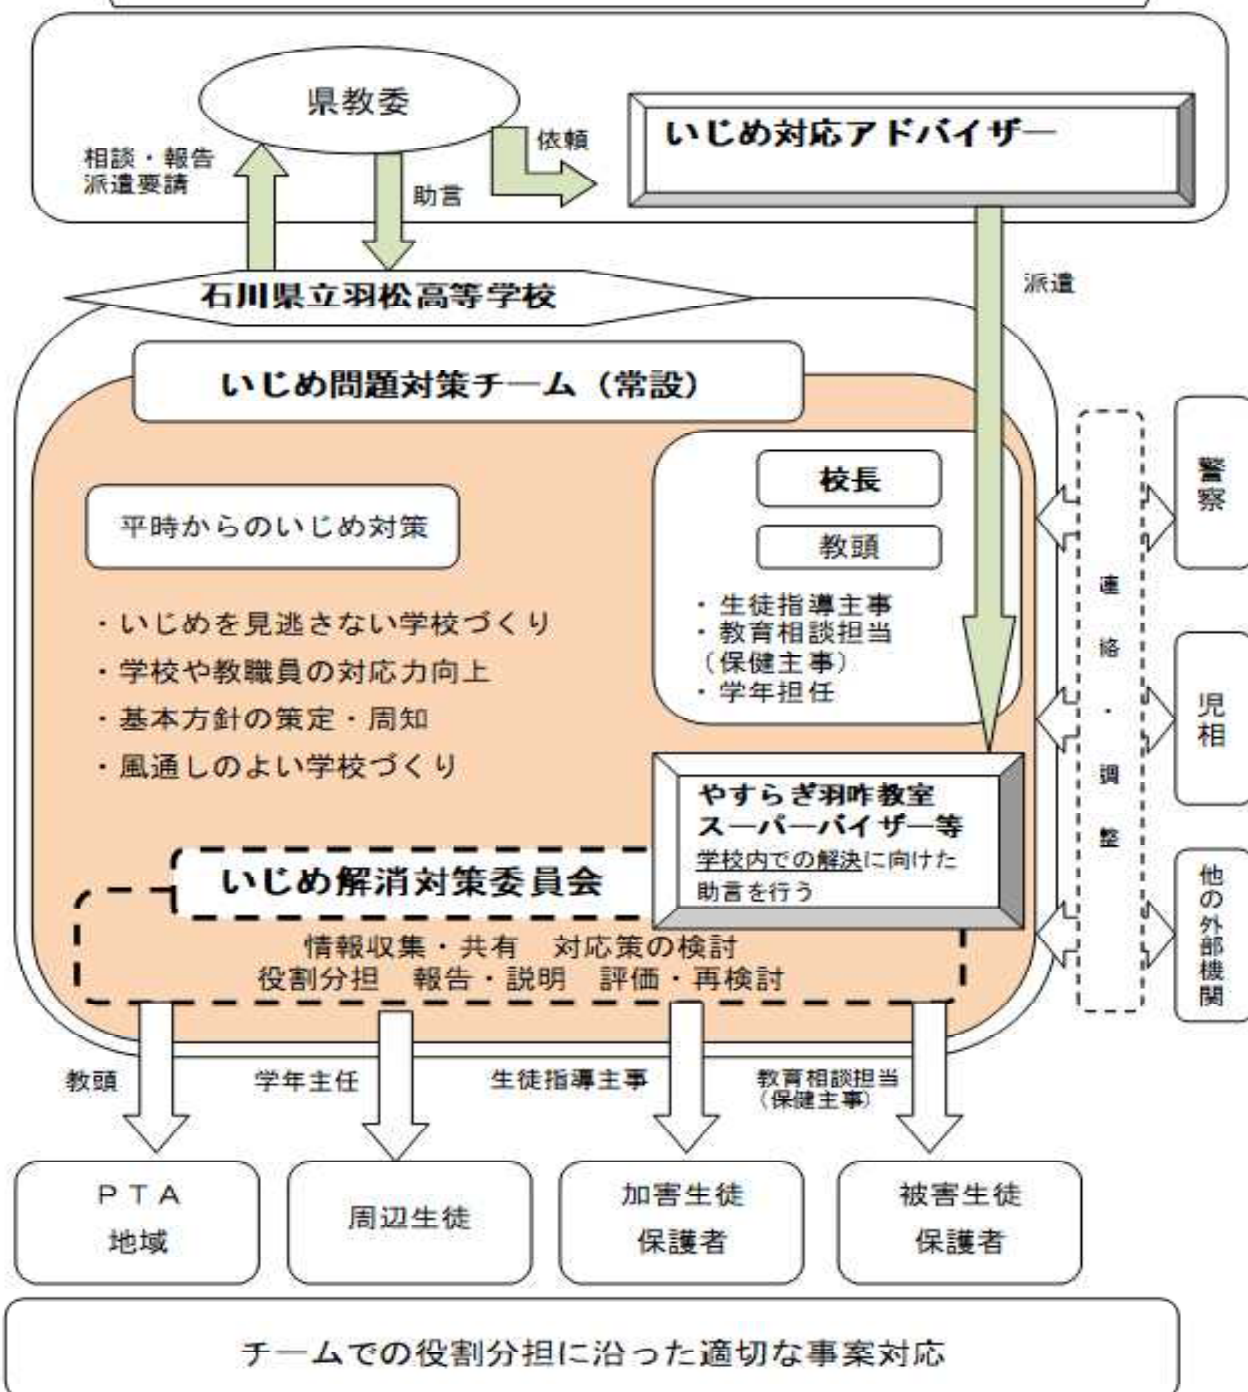 県教委
相談・報告
派遣要請
助言
依頼
いじめ対応アドバイザー
派遣
石川県立羽松高等学校
いじめ問題対策チーム（常設）
平時からのいじめ対策
・いじめを見逃さない学校づくり
・学校や教職員の対応力向上
・基本方針の策定・周知
・風通しのよい学校づくり
校長
教頭
・生徒指導主事
・教育相談担当
（保健主事）
・学年担任
やすらぎ羽咋教室
スーパーバイザー等
学校内での解決に向けた
助言を行う
いじめ解消対策委員会
情報収集・共有　対応策の検討
役割分担　報告・説明　評価・再検討
連絡・調整
警察
児相
他の外部機関
教頭
学年主任
生徒指導主事
教育相談担当
（保健主事）
ＰＴＡ
地域
周辺生徒
加害生徒
保護者
被害生徒
保護者
チームでの役割分担に沿った適切な事案対応